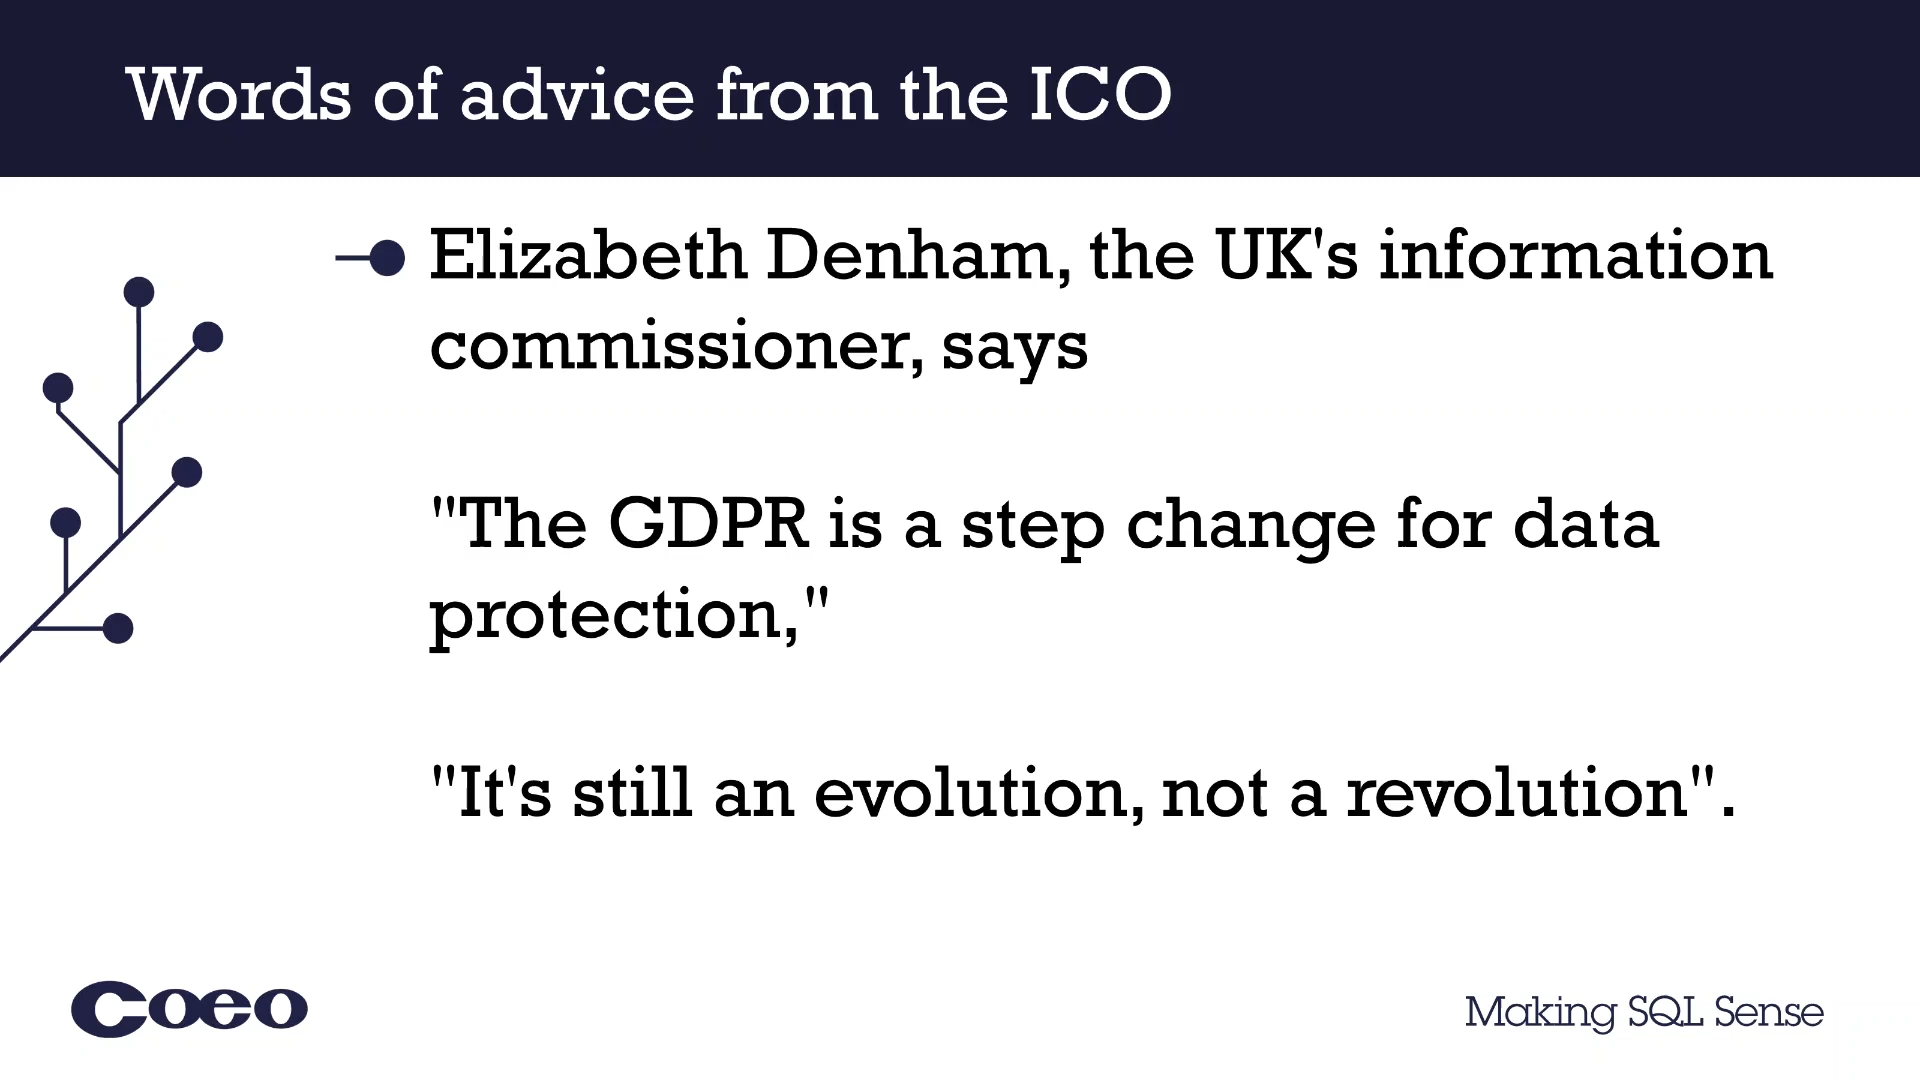 Words of advice from the ICO
Elizabeth Denham, the UK's information
commissioner, says
"The GDPR is a step change for data
protection,"
"It's still an evolution, not a revolution".
Coeo
Making SQL Sense